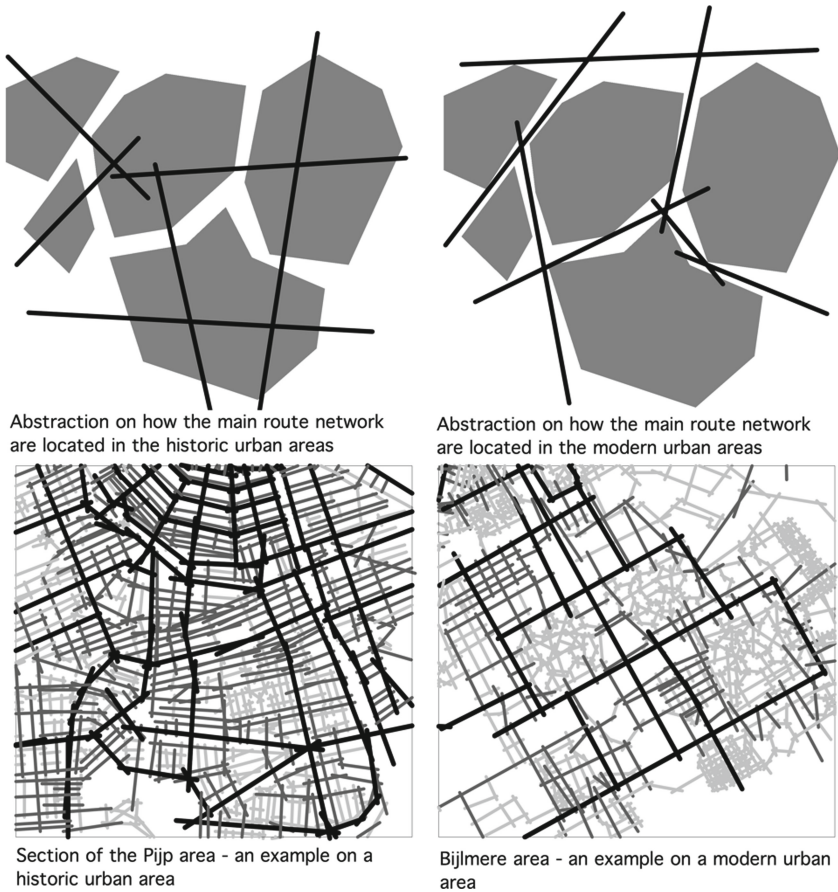 Abstraction on how the main route network
are located in the historic urban areas
Abstraction on how the main route network
are located in the modern urban areas
Section of the Pijp area - an example on a
historic urban area
Bijlmere area - an example on a modern urban
area